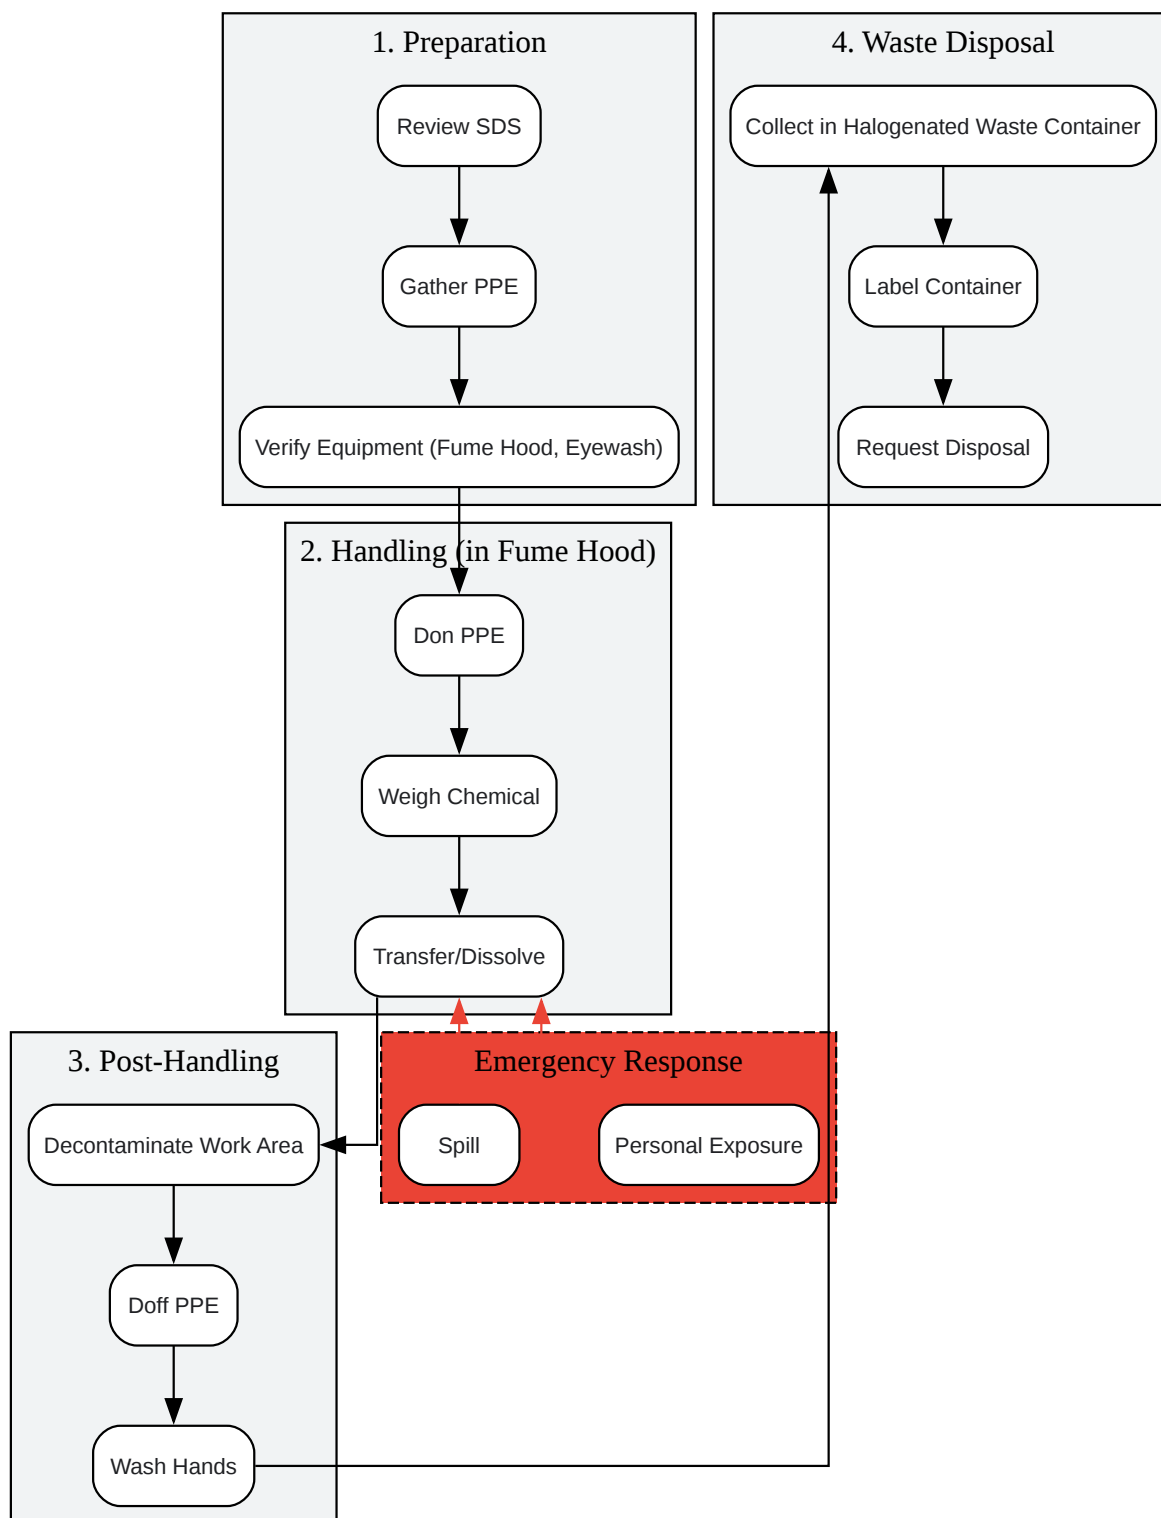 1. Preparation
Review SDS
Gather PPE
Verify Equipment (Fume Hood, Eyewash)
2. Handling (in Fume Hood)
Don PPE
Weigh Chemical
Transfer/Dissolve
3. Post-Handling
Decontaminate Work Area
Doff PPE
Wash Hands
Emergency Response
Spill
Personal Exposure
4. Waste Disposal
Collect in Halogenated Waste Container
Label Container
Request Disposal